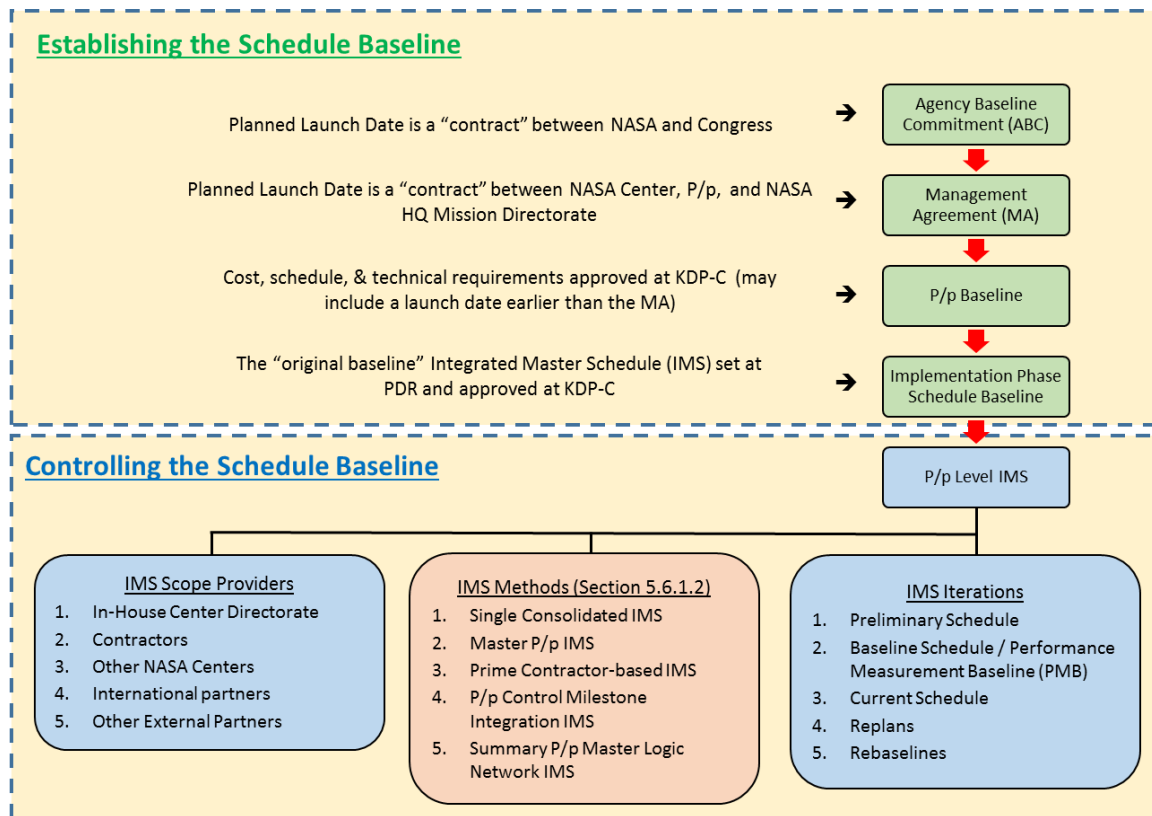 Establishing the Schedule Baseline
Planned Launch Date is a “contract” between NASA and Congress
➔
Agency Baseline
Commitment (ABC)
Planned Launch Date is a “contract” between NASA Center, P/p, and NASA
HQ Mission Directorate
➔
Management
Agreement (MA)
Cost, schedule, & technical requirements approved at KDP-C (may
include a launch date earlier than the MA)
➔
P/p Baseline
The “original baseline” Integrated Master Schedule (IMS) set at
PDR and approved at KDP-C
➔
Implementation Phase
Schedule Baseline
Controlling the Schedule Baseline
P/p Level IMS
IMS Scope Providers
1. In-House Center Directorate
2. Contractors
3. Other NASA Centers
4. International partners
5. Other External Partners
IMS Methods (Section 5.6.1.2)
1. Single Consolidated IMS
2. Master P/p IMS
3. Prime Contractor-based IMS
4. P/p Control Milestone
Integration IMS
5. Summary P/p Master Logic
Network IMS
IMS Iterations
1. Preliminary Schedule
2. Baseline Schedule / Performance
Measurement Baseline (PMB)
3. Current Schedule
4. Replans
5. Rebaselines